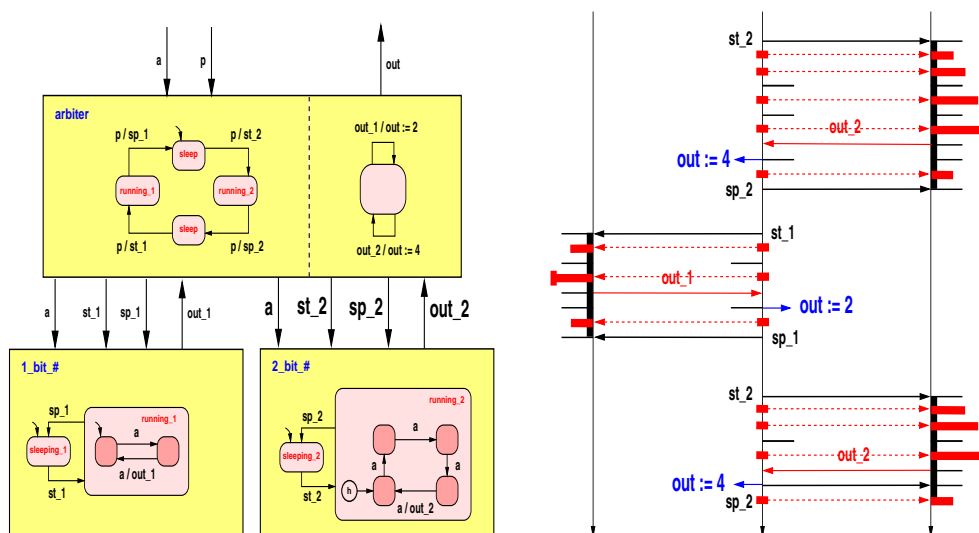 a
p
out
arbiter
p / sp_1
p / st_2
sleep
running_1
running_2
sleep
p / st_1
p / sp_2
out_1 / out := 2
out_2 / out := 4
a
st_1
sp_1
out_1
a
st_2
sp_2
out_2
1_bit_#
sp_1
running_1
sleeping_1
a
a / out_1
st_1
2_bit_#
sp_2
running_2
sleeping_2
a
a
a
st_2
h
a / out_2
st_2
out_2
out := 4
sp_2
st_1
out_1
out := 2
sp_1
st_2
out_2
out := 4
sp_2